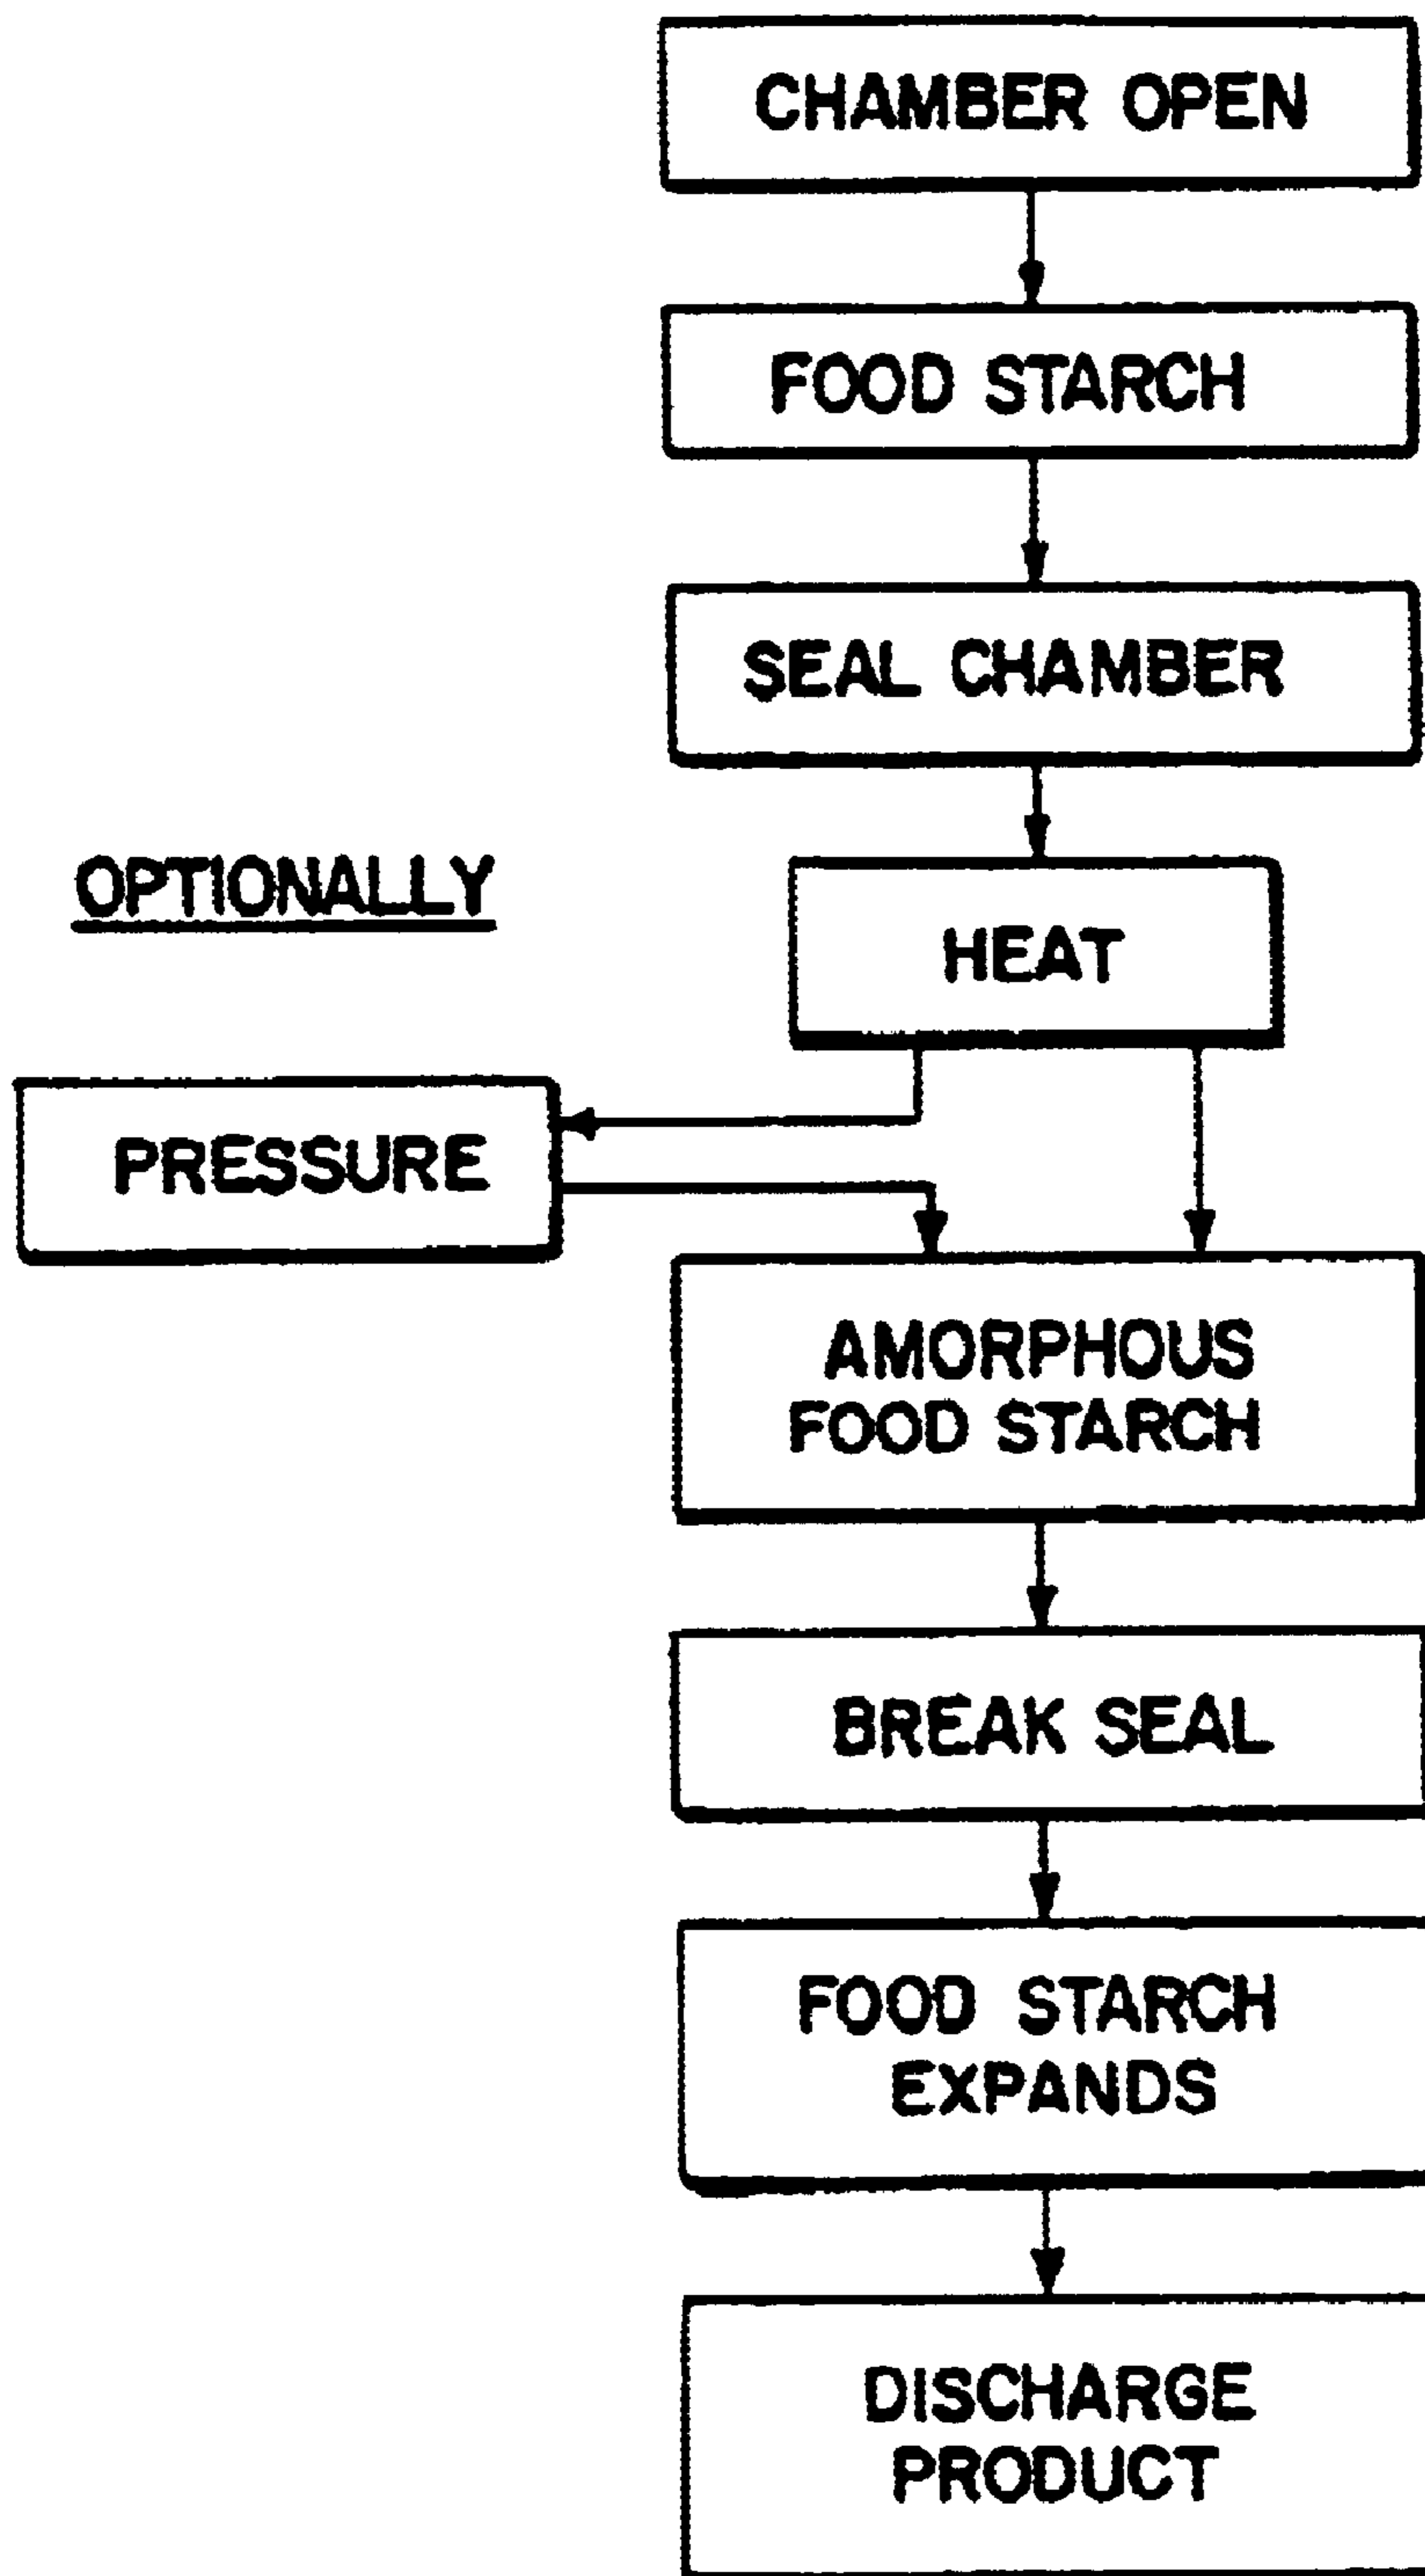 CHAMBER OPEN
FOOD STARCH
SEAL CHAMBER
OPTIONALLY
HEAT
PRESSURE
AMORPHOUS
FOOD STARCH
BREAK SEAL
FOOD STARCH
EXPANDS
DISCHARGE
PRODUCT